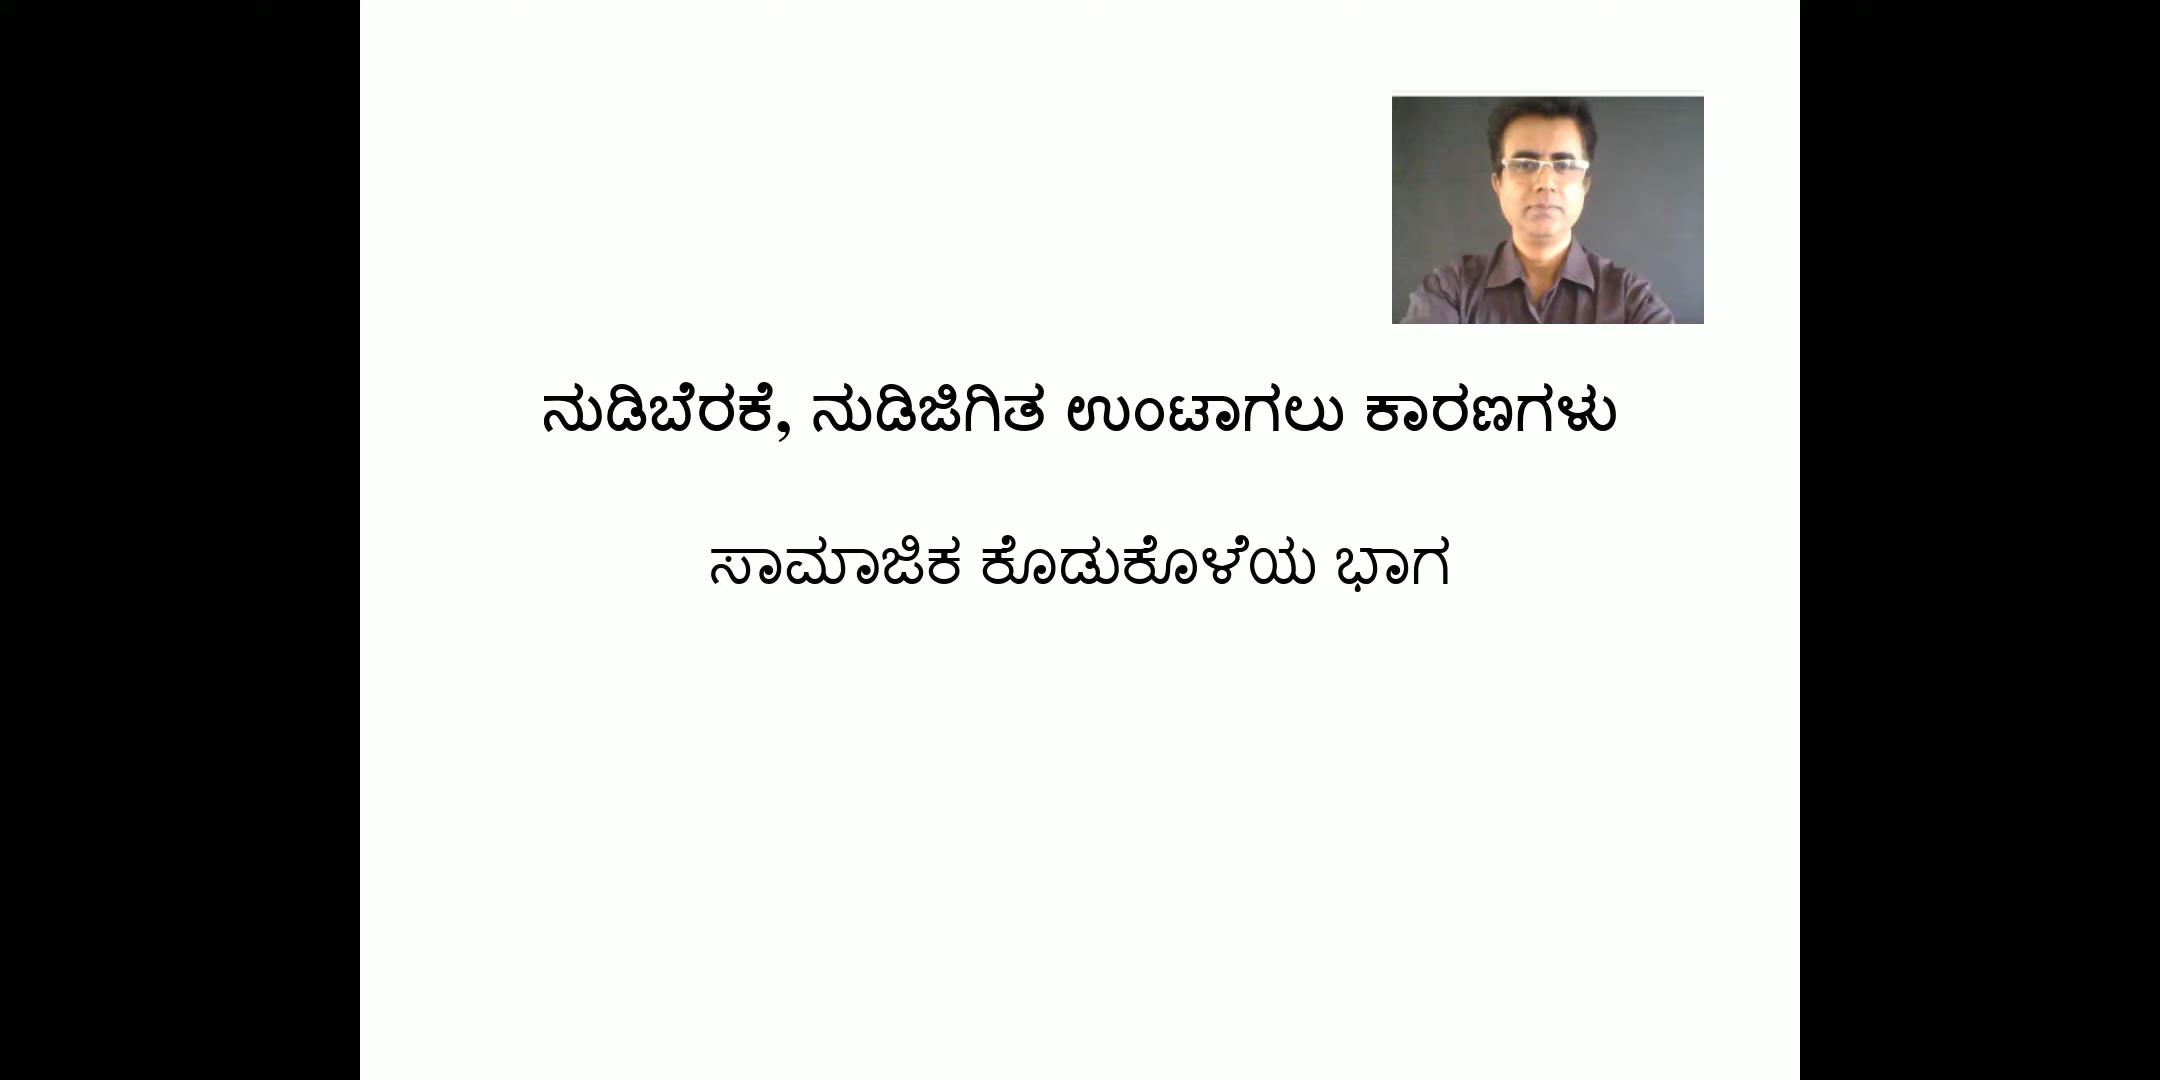 ನುಡಿಬೆರಕೆ, ನುಡಿಜಿಗಿತ ಉಂಟಾಗಲು ಕಾರಣಗಳು
ಸಾಮಾಜಿಕ ಕೊಡುಕೊಳೆಯ ಭಾಗ